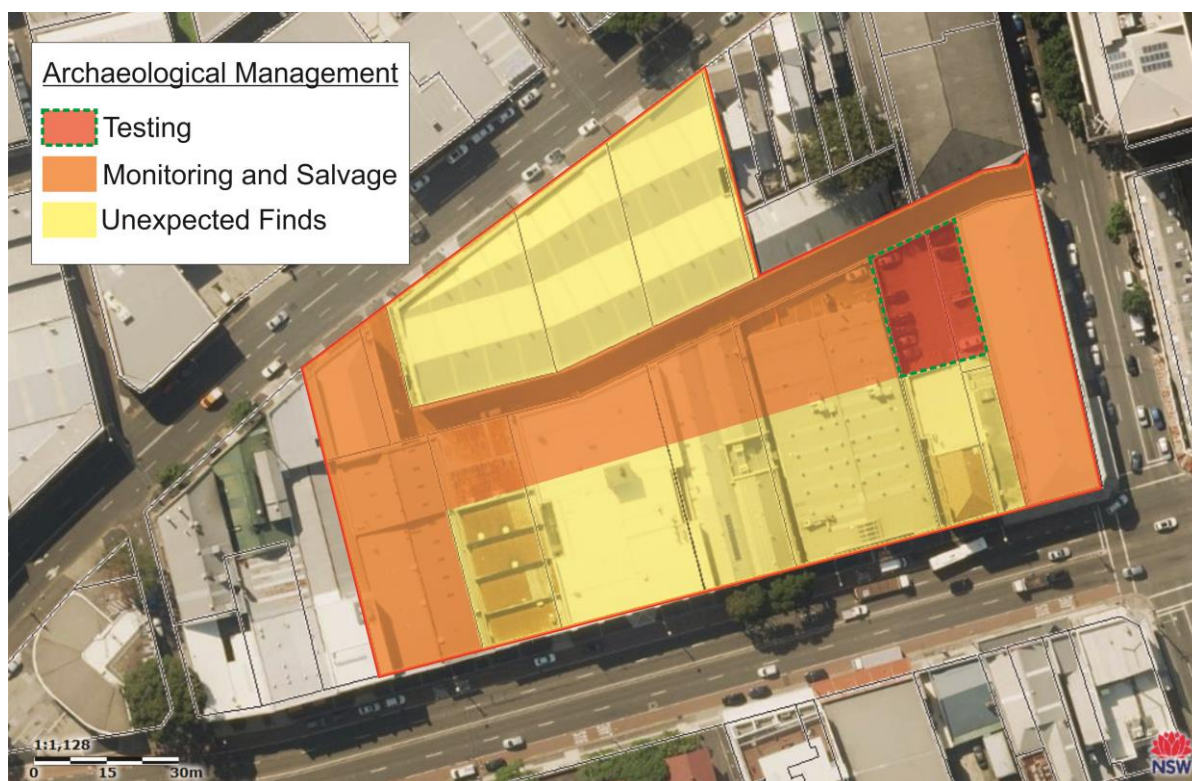 Archaeological Management
Testing
Monitoring and Salvage
Unexpected Finds
1:1,128
0 15 30m
NSW